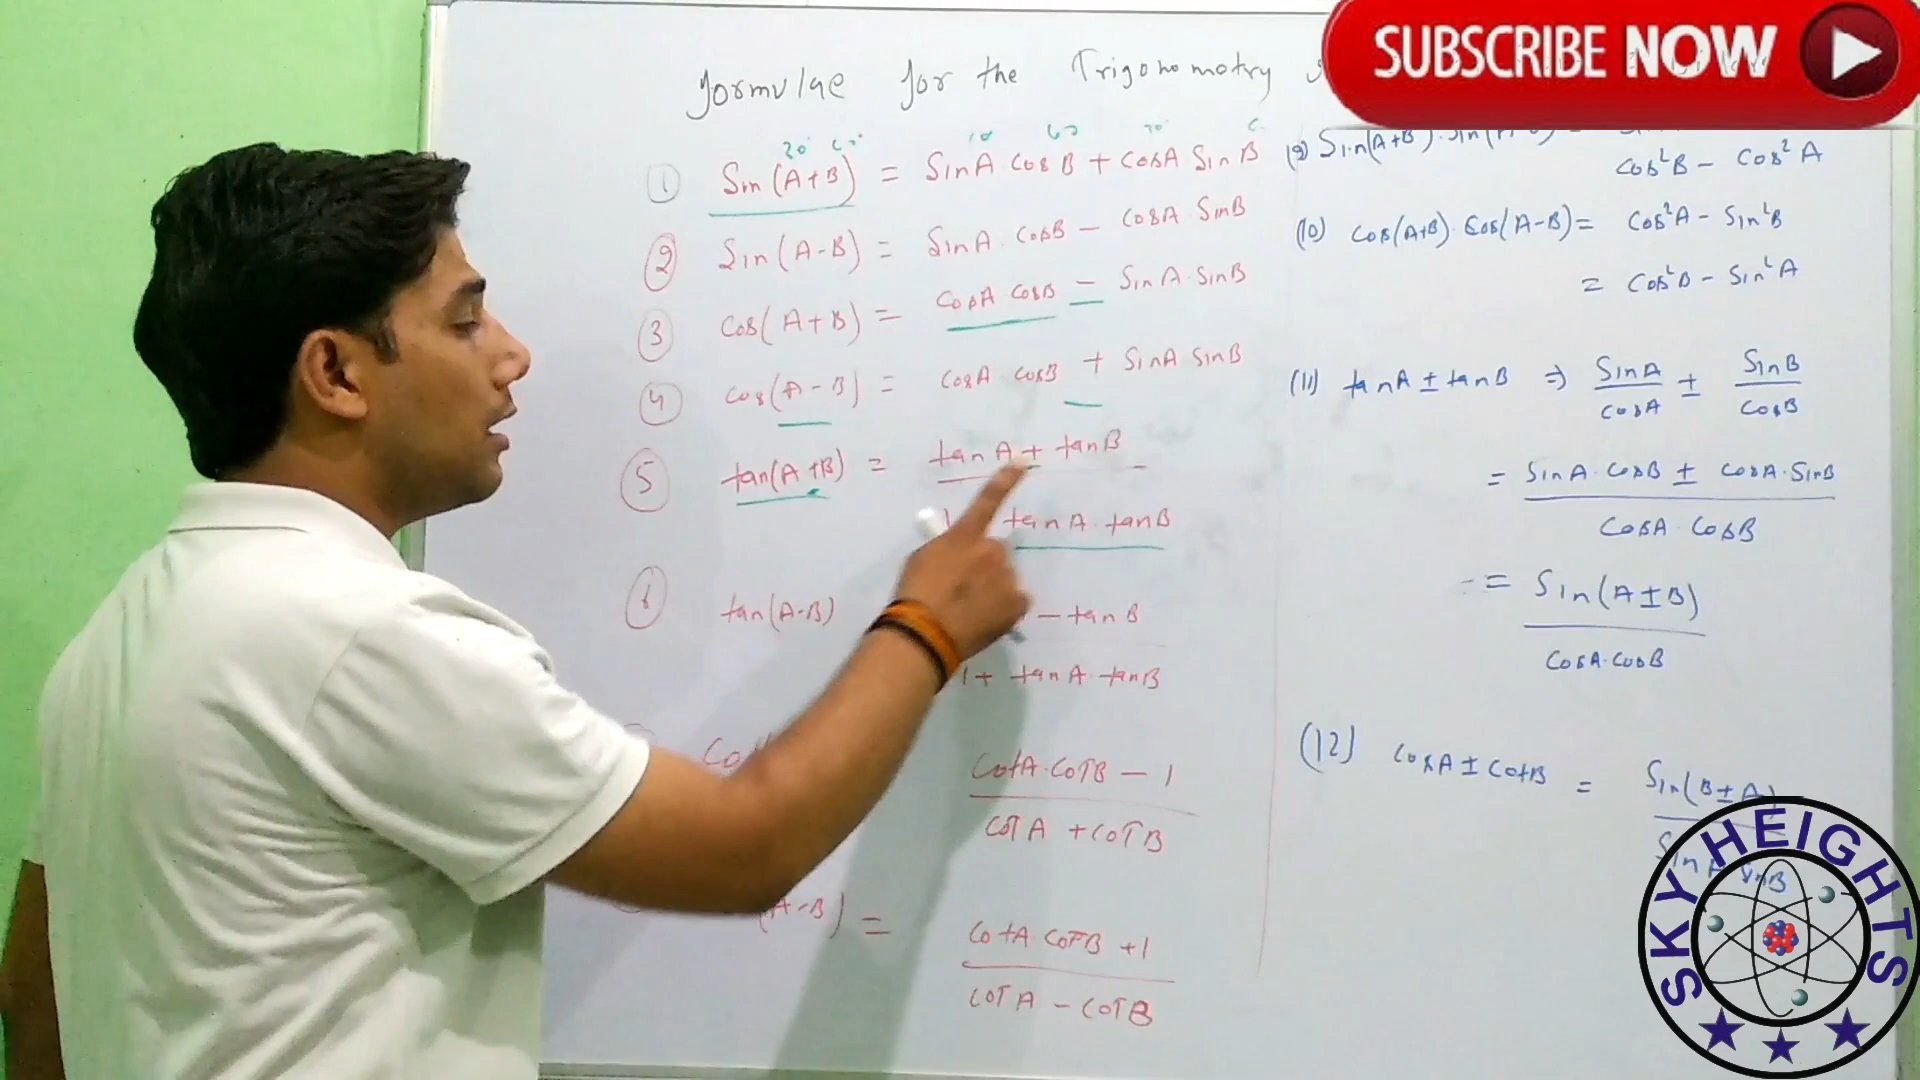 SUBSCRIBE NOW
Formulae for the Trigonometry
① Sin(A+B) = SinA.CosB + CosA SinB
② Sin(A-B) = SinA.CosB - CosA.SinB
③ Cos(A+B) = CosA CosB - SinA.SinB
④ Cos(A-B) = CosA CosB + SinA SinB
⑤ tan(A+B) = tanA + tanB
tanA.tanB
tan(A-B) - tanB
1+ tanA.tanB
CotA.CotB - 1
CotA + CotB
A-B) =
CotA CotB +1
CotA - CotB
(9) Sin(A+B).Sin(
Cos²B - Cos²A
(10) Cos(A+B).Cos(A-B) = Cos²A - Sin²B
= Cos²B - Sin²A
(11) tanA ± tanB ⇒ SinA ± SinB
CosA CosB
= SinA.CosB ± CosA.SinB
CosA CosB
= Sin(A±B)
CosA.CosB
(12) CotA ± CotB = Sin(B±A)
SKY HEIGHTS